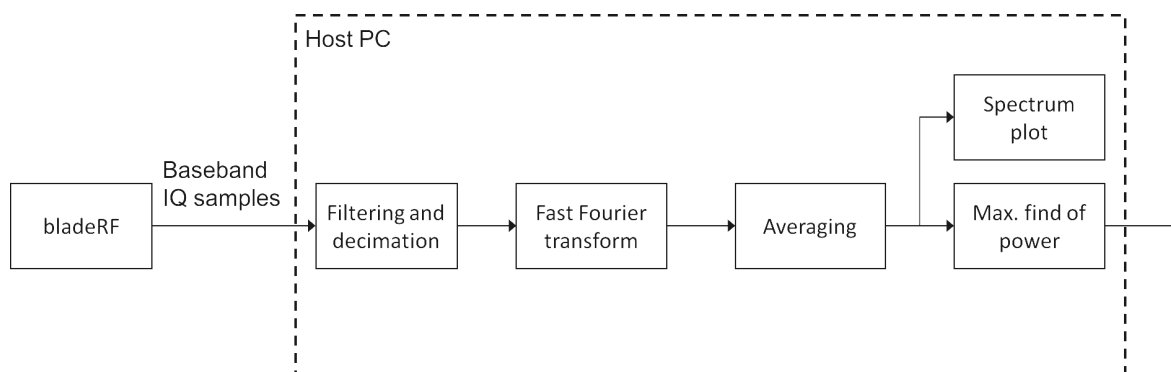 Host PC
Spectrum
plot
Baseband
IQ samples
bladeRF
Filtering and
decimation
Fast Fourier
transform
Averaging
Max. find of
power